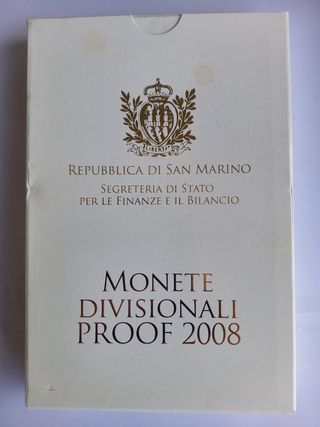 LIBERTAS
REPUBBLICA DI SAN MARINO
SEGRETERIA DI STATO
PER LE FINANZE E IL BILANCIO
MONETE
DIVISIONALI
PROOF 2008